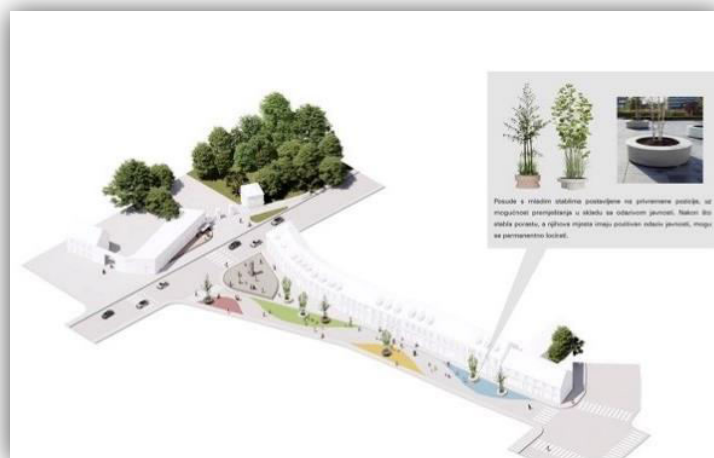 Posude s mladim stablima postavljene na privremene pozicije, uz
mogućnost premještanja u skladu sa odazivom javnosti. Nakon što
stabla porastu, a njihova mjesta imaju pozitivan odaziv javnosti, mogu
se permanentno locirati.